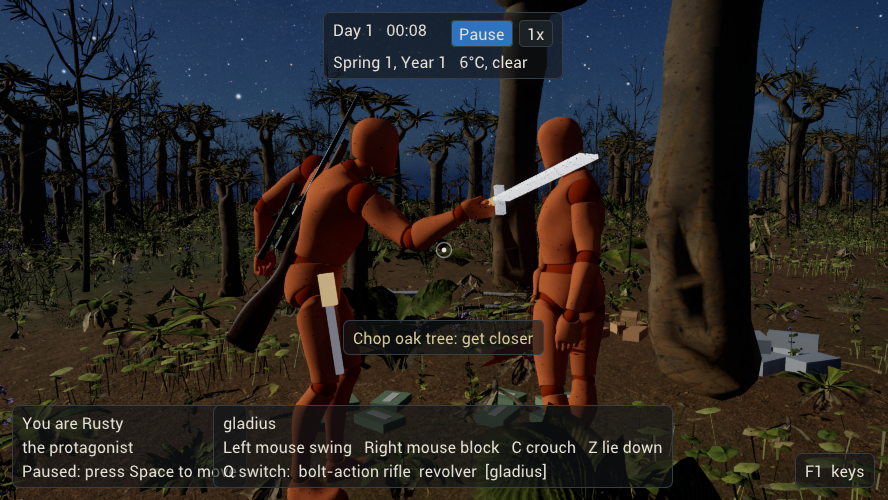 Day 1 00:08 Pause 1x
Spring 1, Year 1 6°C, clear
Chop oak tree: get closer
You are Rusty
the protagonist
Paused: press Space to mo
gladius
Left mouse swing Right mouse block C crouch Z lie down
Q switch: bolt-action rifle revolver [gladius]
F1 keys